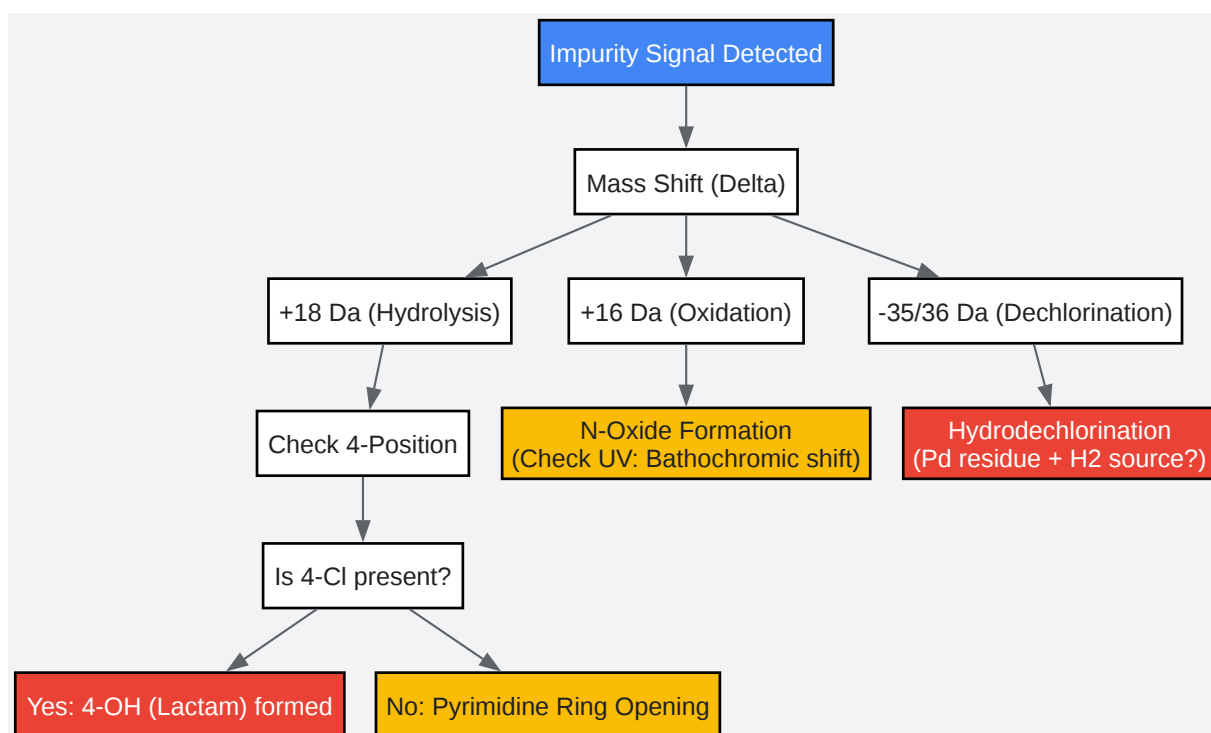 Impurity Signal Detected
Mass Shift (Delta)
+18 Da (Hydrolysis)
+16 Da (Oxidation)
-35/36 Da (Dechlorination)
Check 4-Position
N-Oxide Formation
(Check UV: Bathochromic shift)
Hydrodechlorination
(Pd residue + H2 source?)
Is 4-Cl present?
Yes: 4-OH (Lactam) formed
No: Pyrimidine Ring Opening